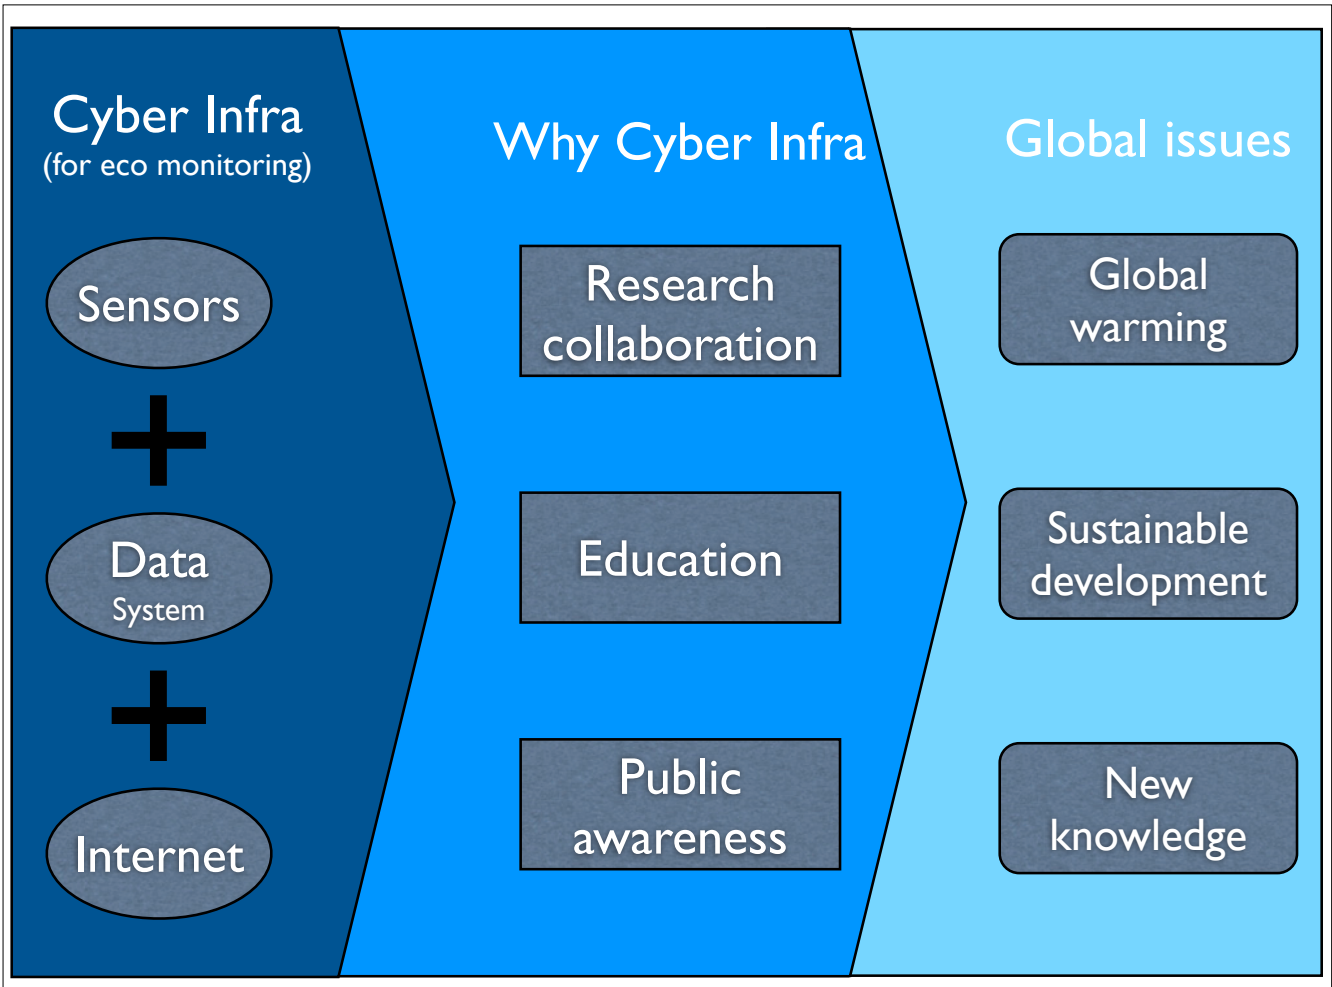 Cyber Infra
(for eco monitoring)
Sensors
+
Data
System
+
Internet
Why Cyber Infra
Research
collaboration
Education
Public
awareness
Global issues
Global
warming
Sustainable
development
New
knowledge